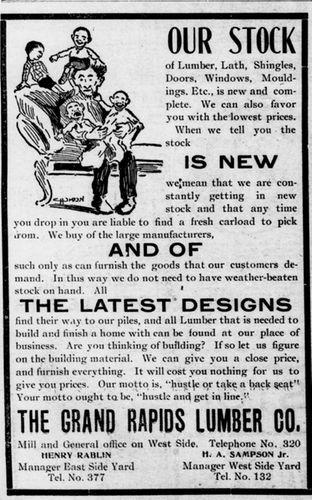 OUR STOCK
of Lumber, Lath, Shingles,
Doors, Windows, Mould-
ings. Etc., is new and com-
plete. We can also favor
you with the lowest prices.
When we tell you the
stock
IS NEW
we mean that we are con-
stantly getting in new
stock and that any time
you drop in you are liable to find a fresh carload to pick
from. We buy of the large manufacturers,
AND OF
such only as can furnish the goods that our customers de-
mand. In this way we do not need to have weather-beaten
stock on hand. All
THE LATEST DESIGNS
find their way to our piles, and all Lumber that is needed to
build and finish a home with can be found at our place of
business. Are you thinking of building? If so let us figure
on the building material. We can give you a close price,
and furnish everything. It will cost you nothing for us to
give you prices. Our motto is, "hustle or take a back seat"
Your motto ought to be, "hustle and get in line."
THE GRAND RAPIDS LUMBER CO.
Mill and General office on West Side. Telephone No. 320
HENRY RABLIN H. A. SAMPSON Jr.
Manager East Side Yard Manager West Side Yard
Tel. No. 377 Tel. No. 132